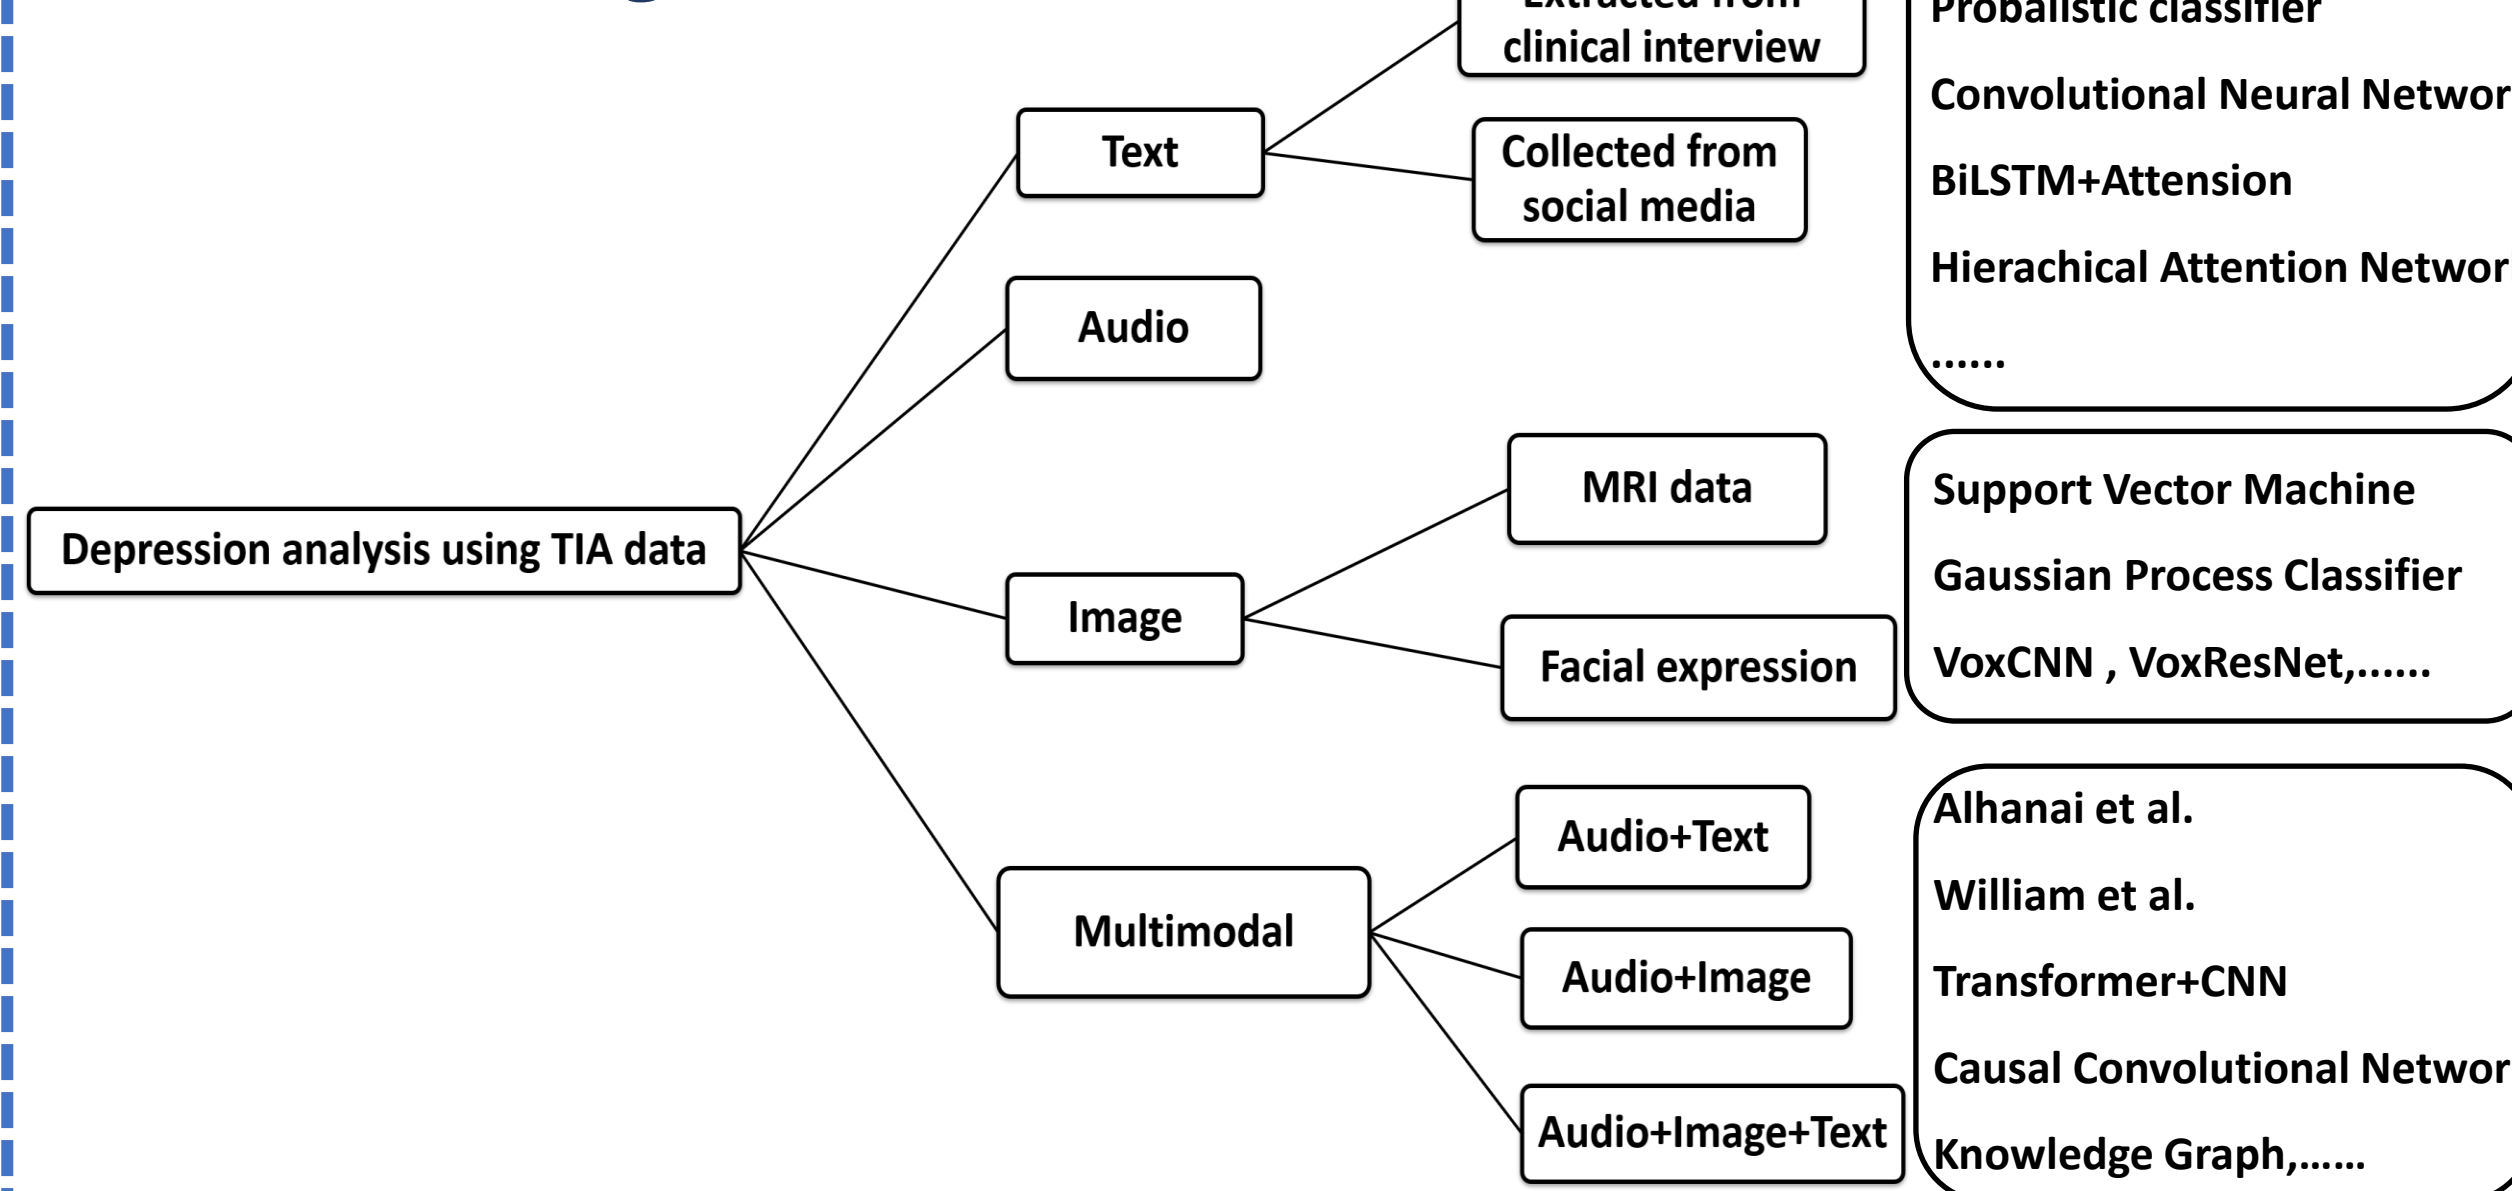 Extracted from
clinical interview
Text
Collected from
social media
Audio
Depression analysis using TIA data
Image
MRI data
Facial expression
Multimodal
Audio+Text
Audio+Image
Audio+Image+Text
Probalistic classifier
Convolutional Neural Networ
BiLSTM+Attension
Hierachical Attention Networ
......
Support Vector Machine
Gaussian Process Classifier
VoxCNN , VoxResNet,......
Alhanai et al.
William et al.
Transformer+CNN
Causal Convolutional Networ
Knowledge Graph,......